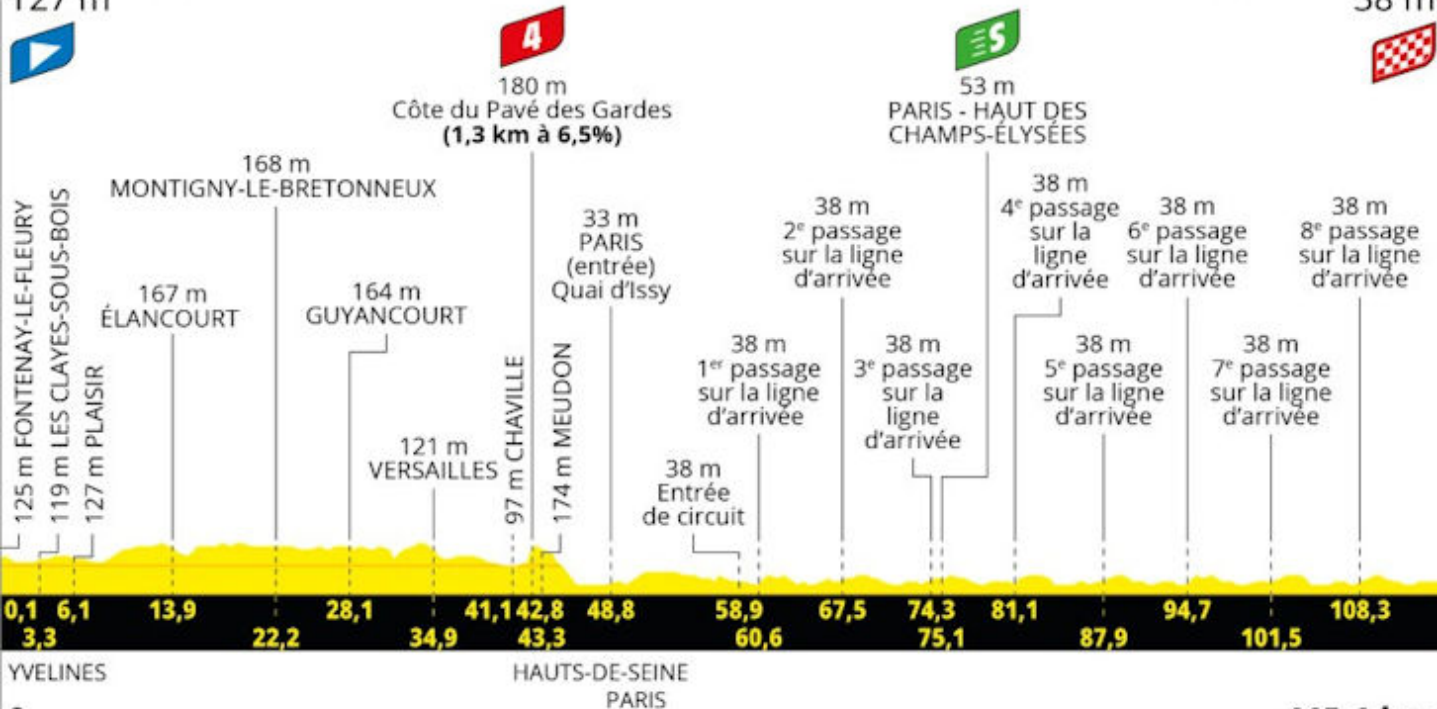 127 m
38 m
4
S
180 m
Côte du Pavé des Gardes
(1,3 km à 6,5%)
53 m
PARIS - HAUT DES
CHAMPS-ÉLYSÉES
125 m FONTENAY-LE-FLEURY
119 m LES CLAYES-SOUS-BOIS
127 m PLAISIR
167 m
ÉLANCOURT
168 m
MONTIGNY-LE-BRETONNEUX
164 m
GUYANCOURT
121 m
VERSAILLES
97 m CHAVILLE
174 m MEUDON
33 m
PARIS
(entrée)
Quai d'Issy
38 m
Entrée
de circuit
38 m
1er passage
sur la ligne
d'arrivée
38 m
2e passage
sur la ligne
d'arrivée
38 m
3e passage
sur la
ligne
d'arrivée
38 m
4e passage
sur la
ligne
d'arrivée
38 m
5e passage
sur la ligne
d'arrivée
38 m
6e passage
sur la ligne
d'arrivée
38 m
7e passage
sur la ligne
d'arrivée
38 m
8e passage
sur la ligne
d'arrivée
0,1 6,1 13,9 28,1 41,1 42,8 48,8 58,9 67,5 74,3 81,1 94,7 108,3
3,3 22,2 34,9 43,3 60,6 75,1 87,9 101,5
YVELINES
HAUTS-DE-SEINE
PARIS